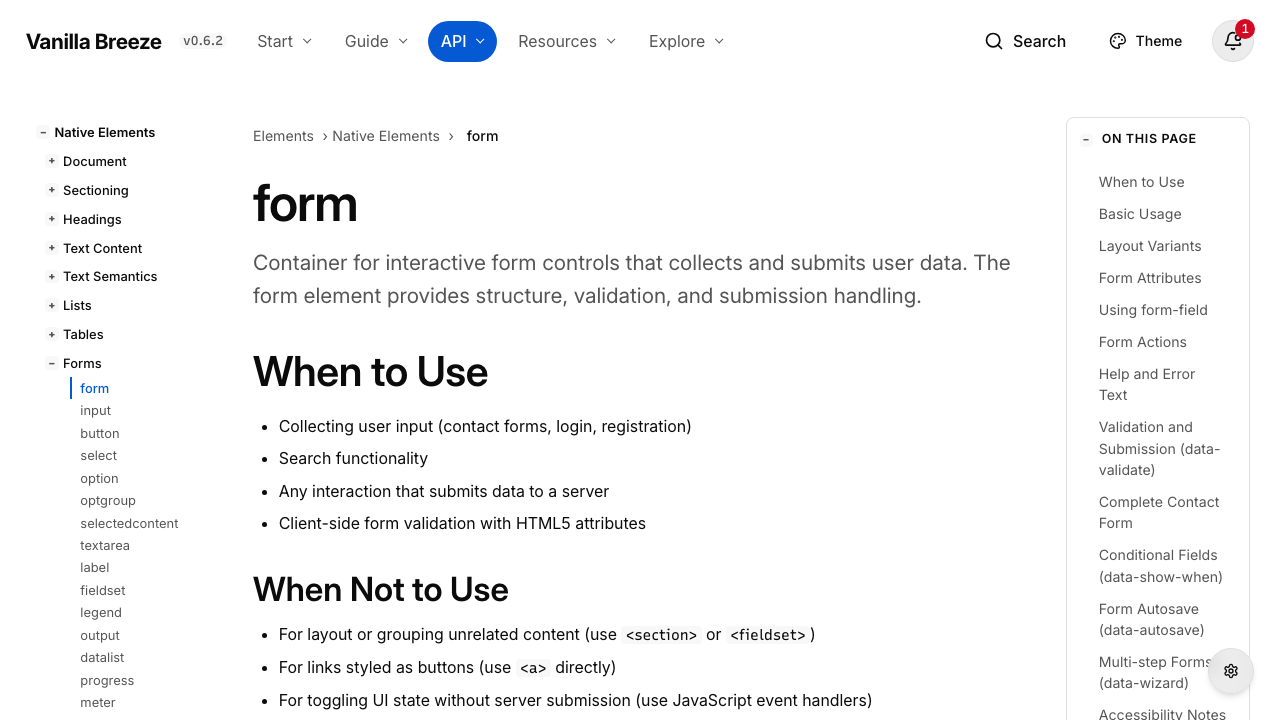 Vanilla Breeze v0.6.2 Start Guide API Resources Explore Search Theme 1
Native Elements
Document
Sectioning
Headings
Text Content
Text Semantics
Lists
Tables
Forms
form
input
button
select
option
optgroup
selectedcontent
textarea
label
fieldset
legend
output
datalist
progress
meter
Elements › Native Elements › form
form
Container for interactive form controls that collects and submits user data. The
form element provides structure, validation, and submission handling.
When to Use
Collecting user input (contact forms, login, registration)
Search functionality
Any interaction that submits data to a server
Client-side form validation with HTML5 attributes
When Not to Use
For layout or grouping unrelated content (use <section> or <fieldset>)
For links styled as buttons (use <a> directly)
For toggling UI state without server submission (use JavaScript event handlers)
ON THIS PAGE
When to Use
Basic Usage
Layout Variants
Form Attributes
Using form-field
Form Actions
Help and Error
Text
Validation and
Submission (data-
validate)
Complete Contact
Form
Conditional Fields
(data-show-when)
Form Autosave
(data-autosave)
Multi-step Forms
(data-wizard)
Accessibility Notes